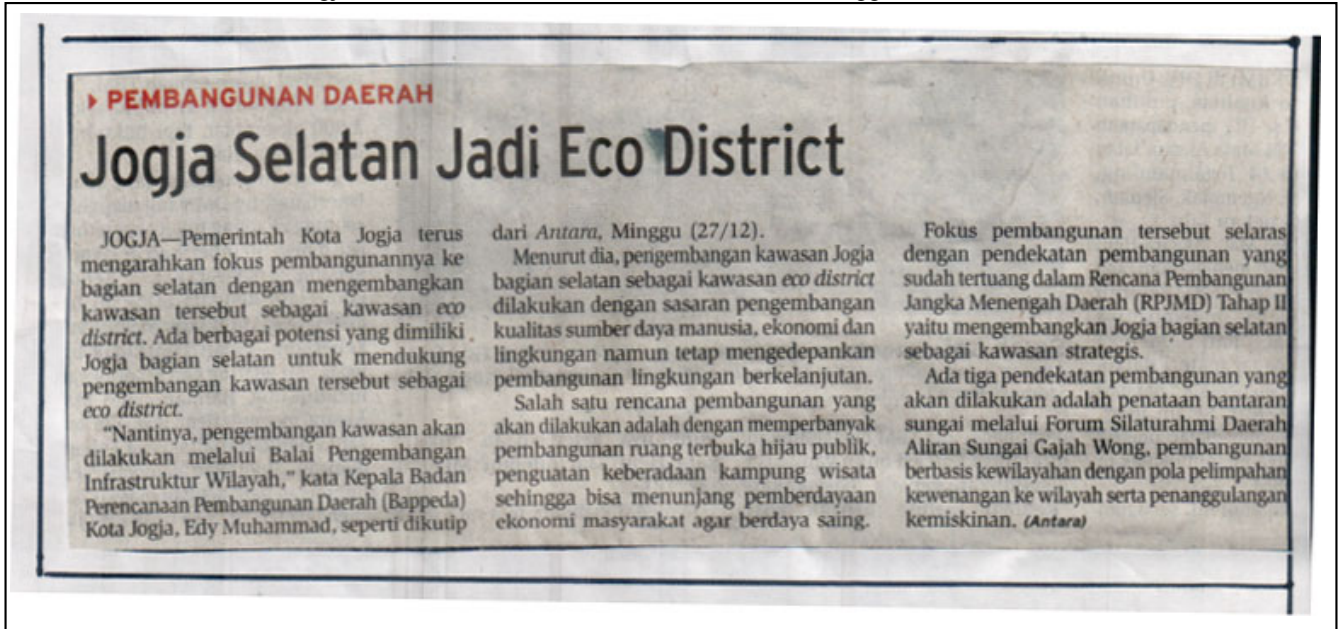 PEMBANGUNAN DAERAH
Jogja Selatan Jadi Eco District
JOGJA—Pemerintah Kota Jogja terus
mengarahkan fokus pembangunannya ke
bagian selatan dengan mengembangkan
kawasan tersebut sebagai kawasan eco
district. Ada berbagai potensi yang dimiliki
Jogja bagian selatan untuk mendukung
pengembangan kawasan tersebut sebagai
eco district.
"Nantinya, pengembangan kawasan akan
dilakukan melalui Balai Pengembangan
Infrastruktur Wilayah," kata Kepala Badan
Perencanaan Pembangunan Daerah (Bappeda)
Kota Jogja, Edy Muhammad, seperti dikutip
dari Antara, Minggu (27/12).
Menurut dia, pengembangan kawasan Jogja
bagian selatan sebagai kawasan eco district
dilakukan dengan sasaran pengembangan
kualitas sumber daya manusia, ekonomi dan
lingkungan namun tetap mengedepankan
pembangunan lingkungan berkelanjutan.
Salah satu rencana pembangunan yang
akan dilakukan adalah dengan memperbanyak
pembangunan ruang terbuka hijau publik,
penguatan keberadaan kampung wisata
sehingga bisa menunjang pemberdayaan
ekonomi masyarakat agar berdaya saing.
Fokus pembangunan tersebut selaras
dengan pendekatan pembangunan yang
sudah tertuang dalam Rencana Pembangunan
Jangka Menengah Daerah (RPJMD) Tahap II
yaitu mengembangkan Jogja bagian selatan
sebagai kawasan strategis.
Ada tiga pendekatan pembangunan yang
akan dilakukan adalah penataan bantaran
sungai melalui Forum Silaturahmi Daerah
Aliran Sungai Gajah Wong, pembangunan
berbasis kewilayahan dengan pola pelimpahan
kewenangan ke wilayah serta penanggulangan
kemiskinan. (Antara)